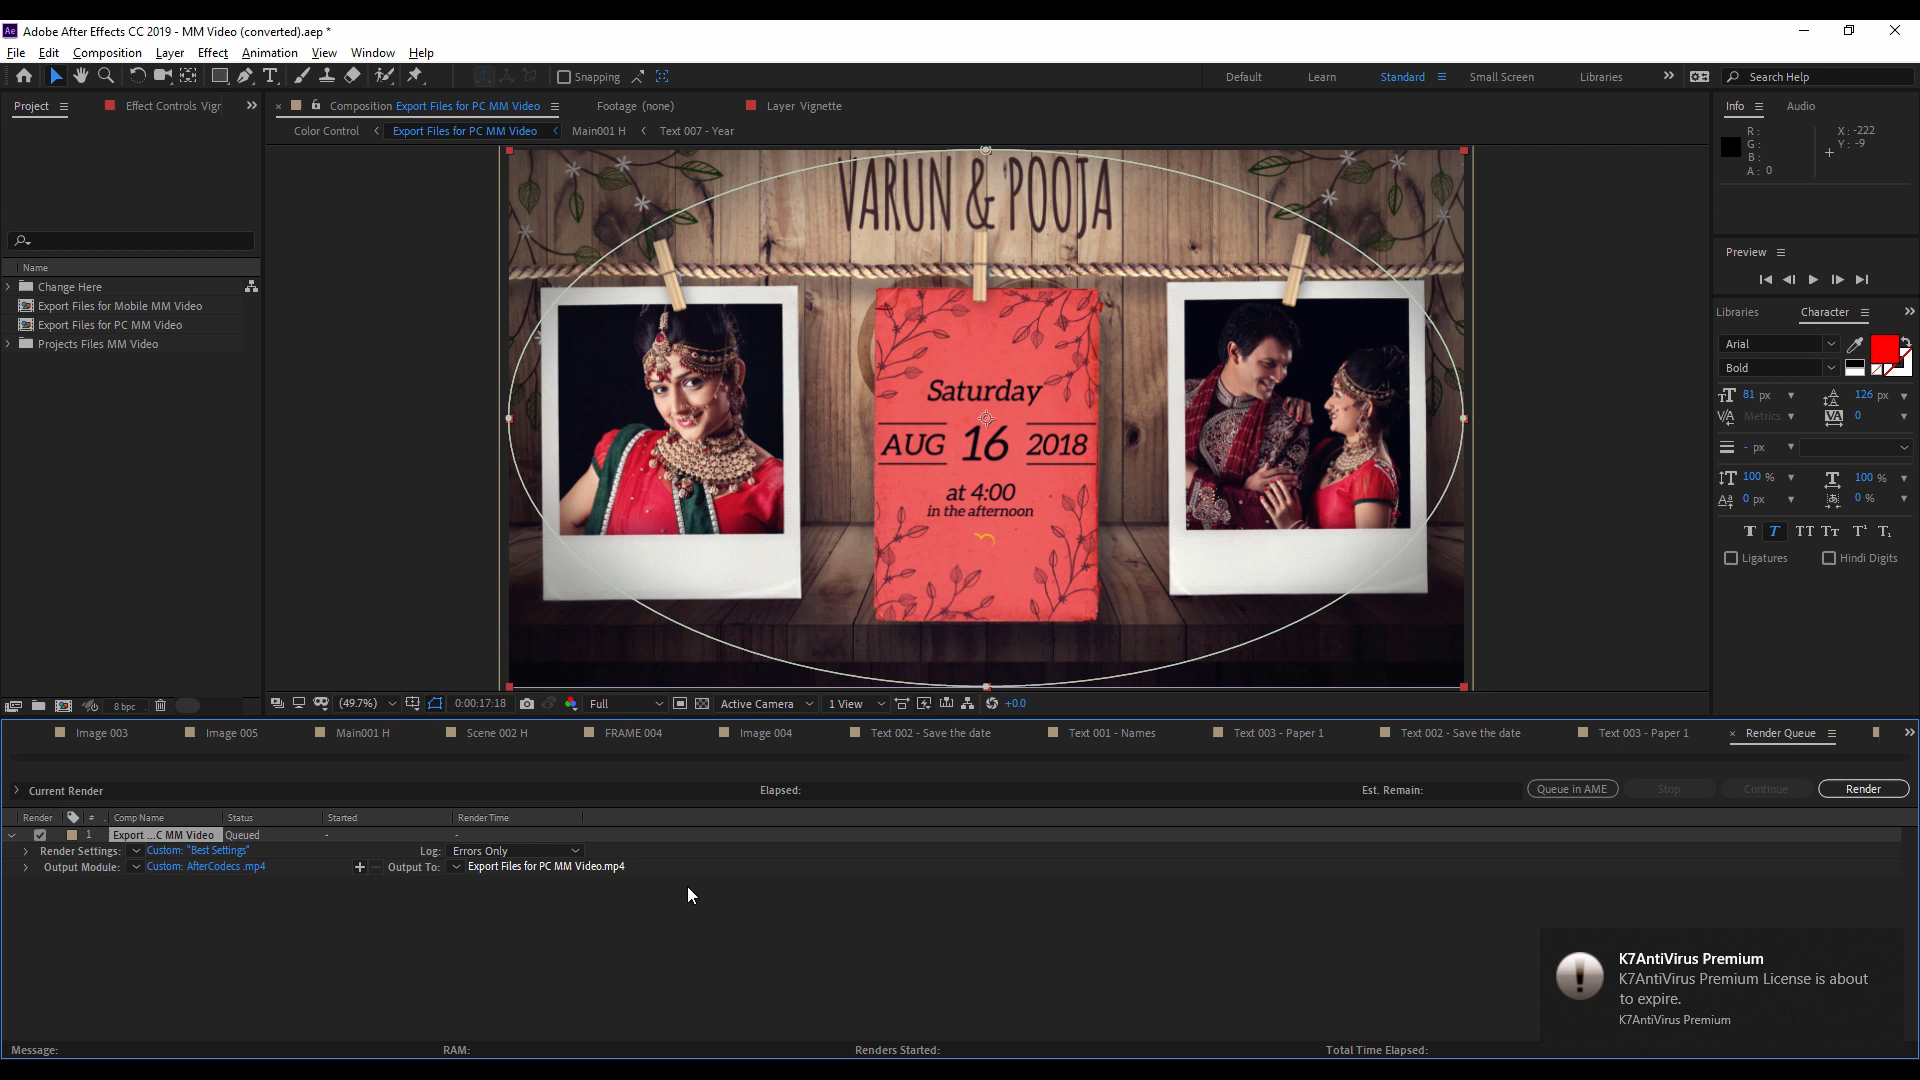 Adobe After Effects CC 2019 - MM Video (converted).aep *
File Edit Composition Layer Effect Animation View Window Help
Snapping Default Learn Standard Small Screen Libraries Search Help
Project Effect Controls Vigr
Composition Export Files for PC MM Video Footage (none) Layer Vignette
Color Control Export Files for PC MM Video Main001 H Text 007 - Year
Name
Change Here
Export Files for Mobile MM Video
Export Files for PC MM Video
Projects Files MM Video
8 bpc
VARUN & POOJA
Saturday
AUG 16 2018
at 4:00
in the afternoon
(49.7%) 0:00:17:18 Full Active Camera 1 View +0.0
Info Audio
R: X: -222
G: Y: -9
B:
A: 0
Preview
Libraries Character
Arial
Bold
81 px 126 px
Metrics 0
- px
100 % 100 %
0 px 0 %
T T TT Tт T¹ T₁
Ligatures Hindi Digits
Image 003 Image 005 Main001 H Scene 002 H FRAME 004 Image 004 Text 002 - Save the date Text 001 - Names Text 003 - Paper 1 Text 002 - Save the date Text 003 - Paper 1 Render Queue
Current Render Elapsed: Est. Remain: Queue in AME Stop Continue Render
Render # Comp Name Status Started Render Time
1 Export ...C MM Video Queued - -
Render Settings: Custom: "Best Settings" Log: Errors Only
Output Module: Custom: AfterCodecs .mp4 Output To: Export Files for PC MM Video.mp4
K7AntiVirus Premium
K7AntiVirus Premium License is about
to expire.
K7AntiVirus Premium
Message: RAM: Renders Started: Total Time Elapsed: